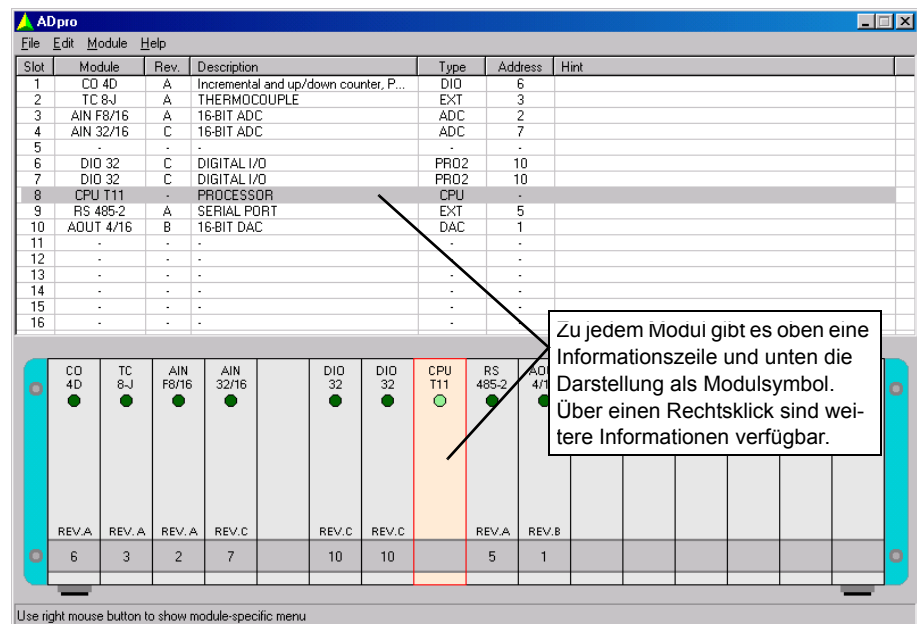 ADpro
File Edit Module Help
Slot Module Rev. Description Type Address Hint
1 CO 4D A Incremental and up/down counter, P... DIO 6
2 TC 8-J A THERMOCOUPLE EXT 3
3 AIN F8/16 A 16-BIT ADC ADC 2
4 AIN 32/16 C 16-BIT ADC ADC 7
5 - - - - -
6 DIO 32 C DIGITAL I/O PRO2 10
7 DIO 32 C DIGITAL I/O PRO2 10
8 CPU T11 - PROCESSOR CPU -
9 RS 485-2 A SERIAL PORT EXT 5
10 AOUT 4/16 B 16-BIT DAC DAC 1
11 - - - - -
12 - - - - -
13 - - - - -
14 - - - - -
15 - - - - -
16 - - - - -
Zu jedem Modul gibt es oben eine
Informationszeile und unten die
Darstellung als Modulsymbol.
Über einen Rechtsklick sind wei-
tere Informationen verfügbar.
CO TC AIN AIN DIO DIO CPU RS
4D 8-J F8/16 32/16 32 32 T11 485-2
REV.A REV.A REV.A REV.C REV.C REV.C REV.A REV.B
6 3 2 7 10 10 5 1
Use right mouse button to show module-specific menu